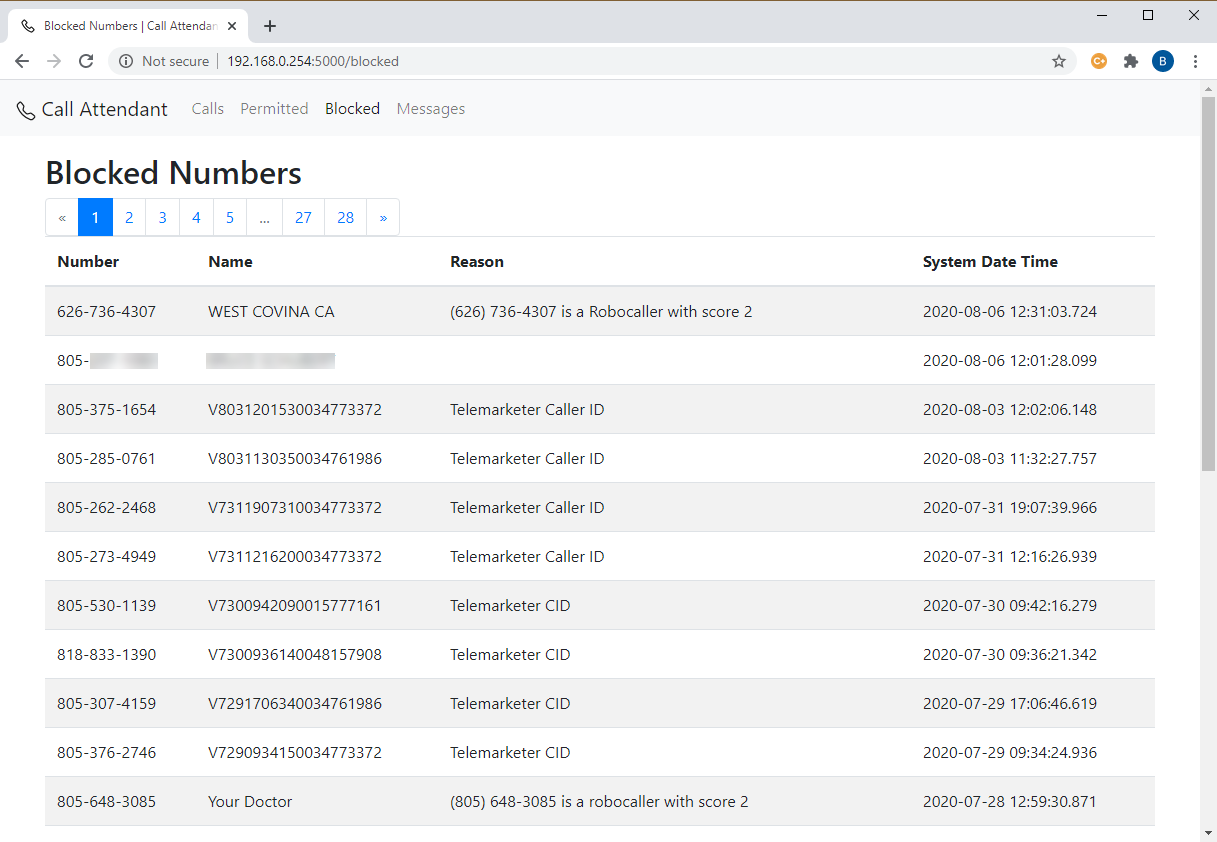 Blocked Numbers | Call Attendan
Not secure | 192.168.0.254:5000/blocked
C+
B
Call Attendant Calls Permitted Blocked Messages
Blocked Numbers
« 1 2 3 4 5 ... 27 28 »
Number Name Reason System Date Time
626-736-4307 WEST COVINA CA (626) 736-4307 is a Robocaller with score 2 2020-08-06 12:31:03.724
805- 2020-08-06 12:01:28.099
805-375-1654 V8031201530034773372 Telemarketer Caller ID 2020-08-03 12:02:06.148
805-285-0761 V8031130350034761986 Telemarketer Caller ID 2020-08-03 11:32:27.757
805-262-2468 V7311907310034773372 Telemarketer Caller ID 2020-07-31 19:07:39.966
805-273-4949 V7311216200034773372 Telemarketer Caller ID 2020-07-31 12:16:26.939
805-530-1139 V7300942090015777161 Telemarketer CID 2020-07-30 09:42:16.279
818-833-1390 V7300936140048157908 Telemarketer CID 2020-07-30 09:36:21.342
805-307-4159 V7291706340034761986 Telemarketer CID 2020-07-29 17:06:46.619
805-376-2746 V7290934150034773372 Telemarketer CID 2020-07-29 09:34:24.936
805-648-3085 Your Doctor (805) 648-3085 is a robocaller with score 2 2020-07-28 12:59:30.871